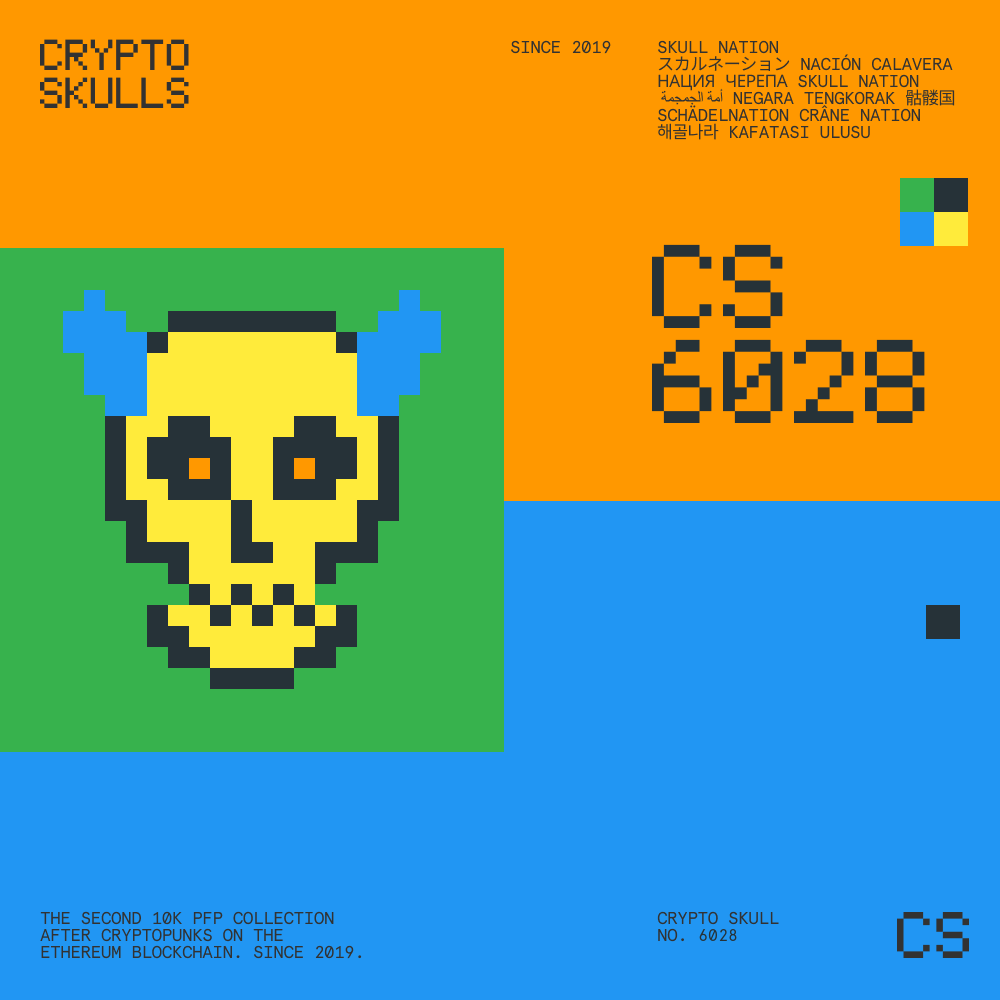 CRYPTO
SKULLS
SINCE 2019
SKULL NATION
スカルネーション NACIÓN CALAVERA
НАЦИЯ ЧЕРЕПА SKULL NATION
أمة الجمجمة NEGARA TENGKORAK 骷髅国
SCHÄDELNATION CRÂNE NATION
해골나라 KAFATASI ULUSU
CS
6028
THE SECOND 10K PFP COLLECTION
AFTER CRYPTOPUNKS ON THE
ETHEREUM BLOCKCHAIN. SINCE 2019.
CRYPTO SKULL
NO. 6028
CS